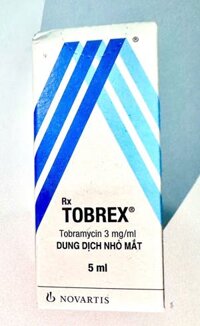 ®
Rx
TOBREX®
Tobramycin 3 mg/ml
DUNG DỊCH NHỎ MẮT
5 ml
NOVARTIS